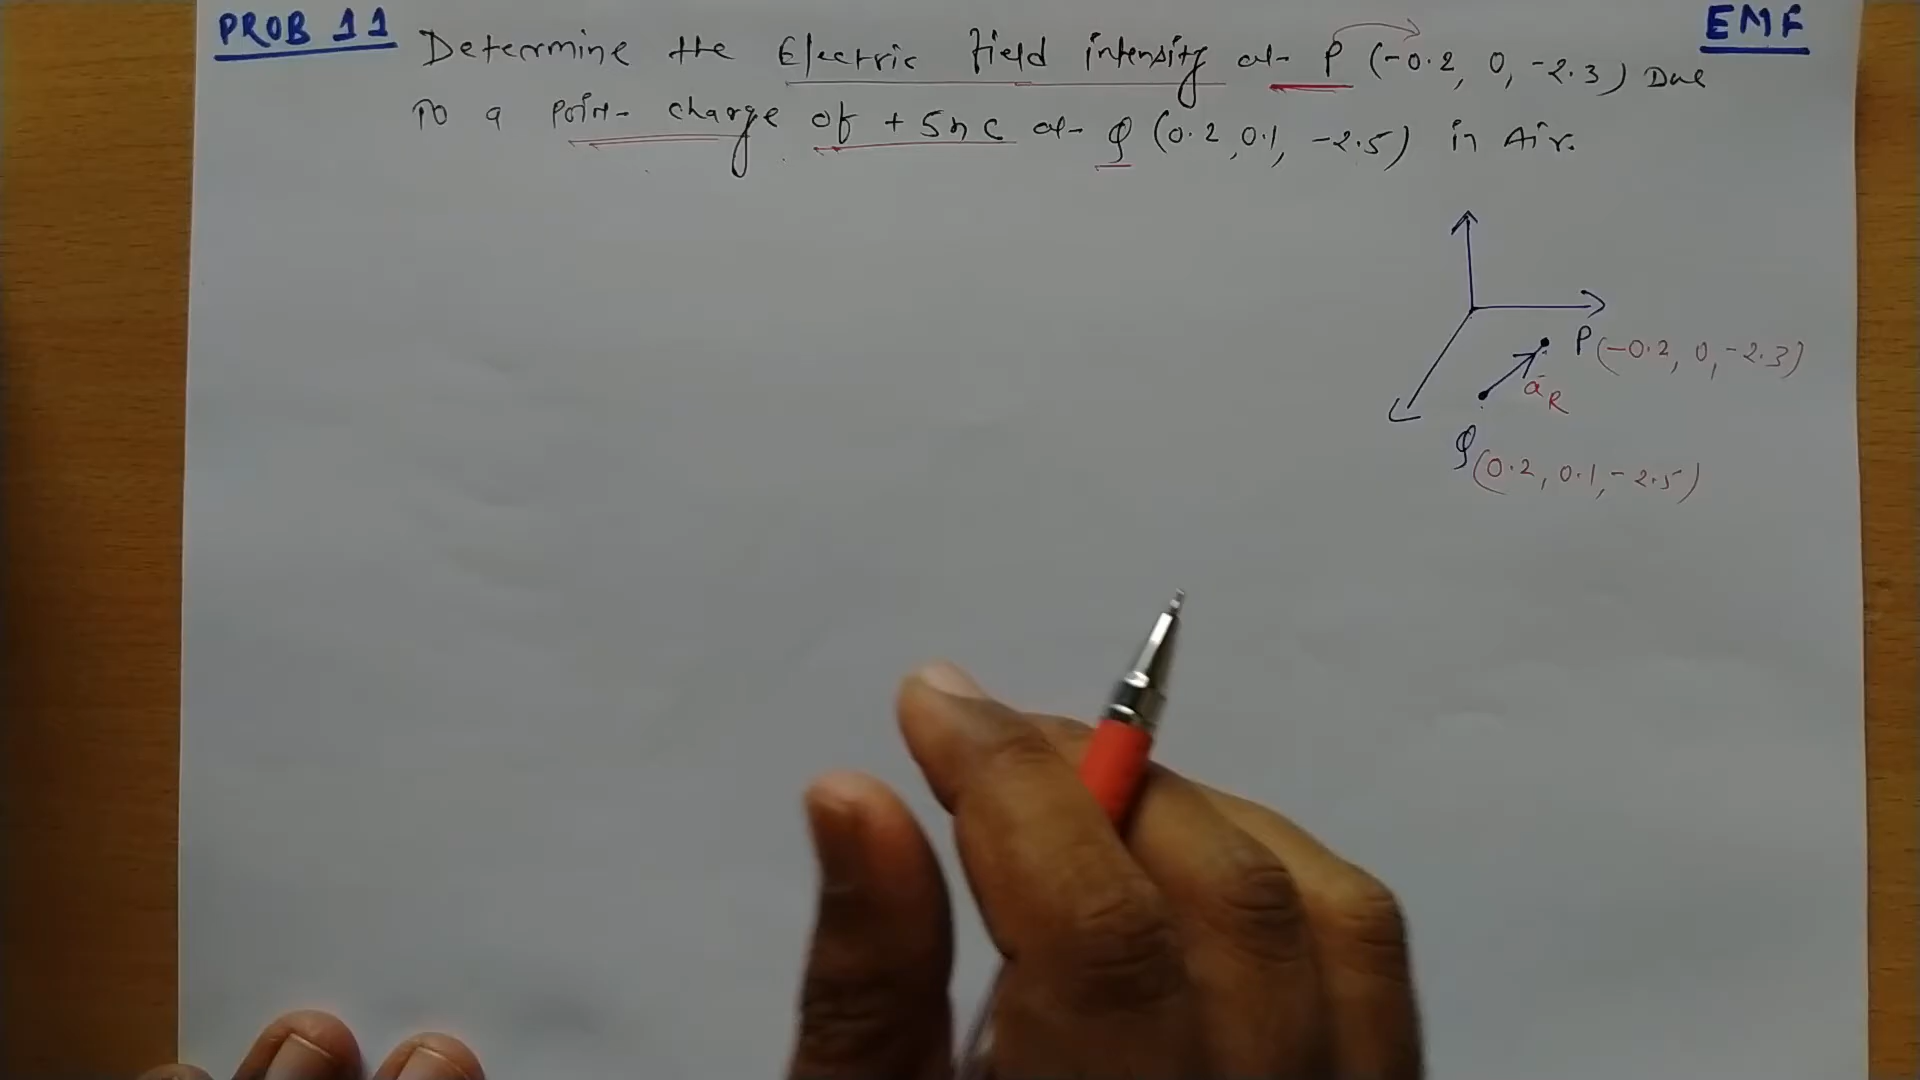 PROB 11
EMF
Determine the Electric field intensity at P (-0.2, 0, -2.3) Due
To a point charge of +5nC at Q (0.2, 0.1, -2.5) in Air.
P(-0.2, 0, -2.3)
āR
Q(0.2, 0.1, -2.5)